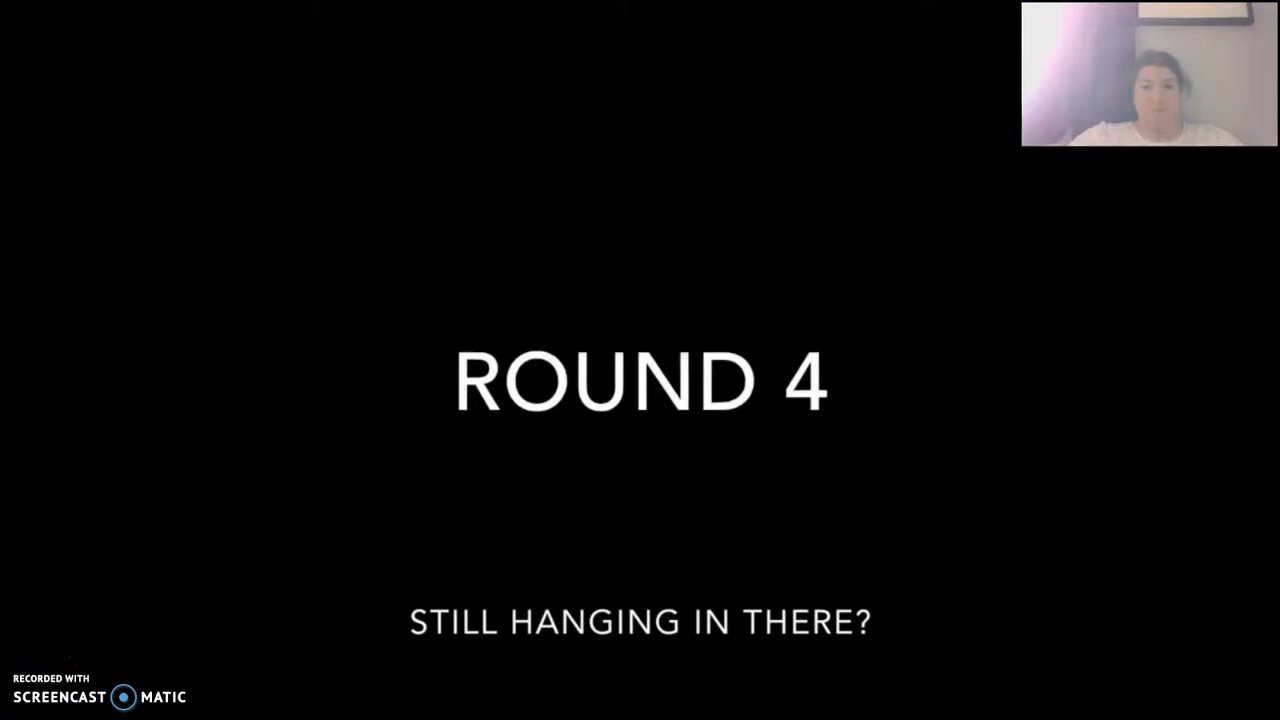 ROUND 4
STILL HANGING IN THERE?
RECORDED WITH
SCREENCAST MATIC